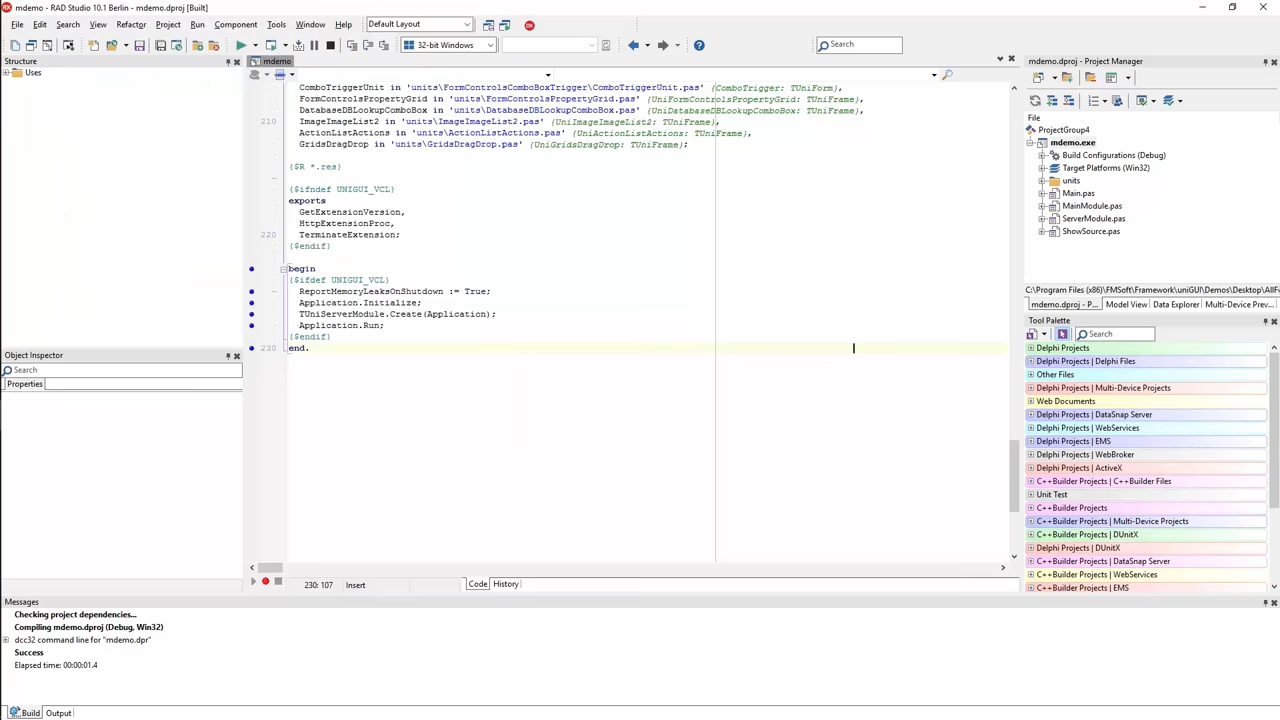 mdemo - RAD Studio 10.1 Berlin - mdemo.dproj [Built]
File Edit Search View Refactor Project Run Component Tools Window Help Default Layout
32-bit Windows Search
Structure
Uses
mdemo
ComboTriggerUnit in 'units\FormControlsComboBoxTrigger\ComboTriggerUnit.pas' {ComboTrigger: TUniForm},
FormControlsPropertyGrid in 'units\FormControlsPropertyGrid.pas' {UniFormControlsPropertyGrid: TUniFrame},
DatabaseDBLookupComboBox in 'units\DatabaseDBLookupComboBox.pas' {UniDatabaseDBLookupComboBox: TUniFrame},
210 ImageImageList2 in 'units\ImageImageList2.pas' {UniImageImageList2: TUniFrame},
ActionListActions in 'units\ActionListActions.pas' {UniActionListActions: TUniFrame},
GridsDragDrop in 'units\GridsDragDrop.pas' {UniGridsDragDrop: TUniFrame};
{$R *.res}
{$ifndef UNIGUI_VCL}
exports
GetExtensionVersion,
HttpExtensionProc,
220 TerminateExtension;
{$endif}
begin
{$ifdef UNIGUI_VCL}
ReportMemoryLeaksOnShutdown := True;
Application.Initialize;
TUniServerModule.Create(Application);
Application.Run;
{$endif}
230 end.
230: 107 Insert Code History
Object Inspector
Search
Properties
mdemo.dproj - Project Manager
File
ProjectGroup4
mdemo.exe
Build Configurations (Debug)
Target Platforms (Win32)
units
Main.pas
MainModule.pas
ServerModule.pas
ShowSource.pas
C:\Program Files (x86)\FMSoft\Framework\uniGUI\Demos\Desktop\AllF
mdemo.dproj - P... Model View Data Explorer Multi-Device Prev...
Tool Palette
Search
Delphi Projects
Delphi Projects | Delphi Files
Other Files
Delphi Projects | Multi-Device Projects
Web Documents
Delphi Projects | DataSnap Server
Delphi Projects | WebServices
Delphi Projects | EMS
Delphi Projects | WebBroker
Delphi Projects | ActiveX
C++Builder Projects | C++Builder Files
Unit Test
C++Builder Projects
C++Builder Projects | Multi-Device Projects
C++Builder Projects | DUnitX
Delphi Projects | DUnitX
C++Builder Projects | DataSnap Server
C++Builder Projects | WebServices
C++Builder Projects | EMS
Messages
Checking project dependencies...
Compiling mdemo.dproj (Debug, Win32)
dcc32 command line for "mdemo.dpr"
Success
Elapsed time: 00:00:01.4
Build Output